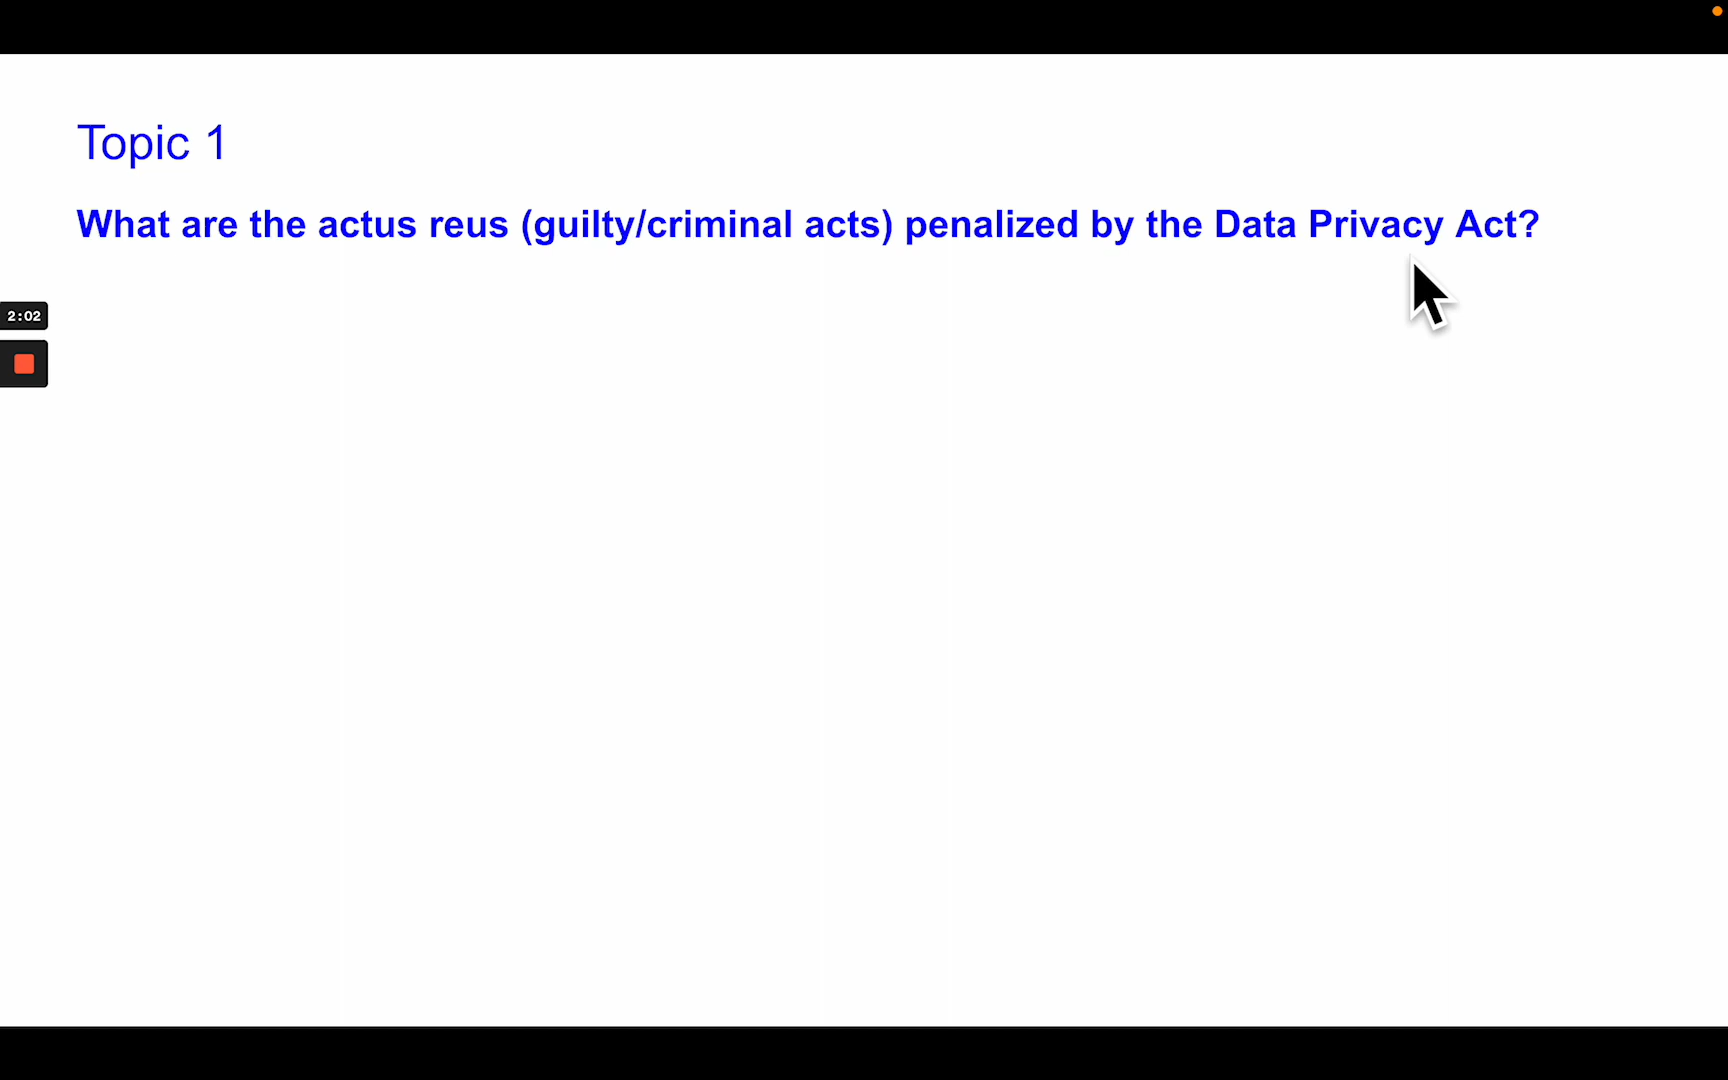 Topic 1
What are the actus reus (guilty/criminal acts) penalized by the Data Privacy Act?
2:02